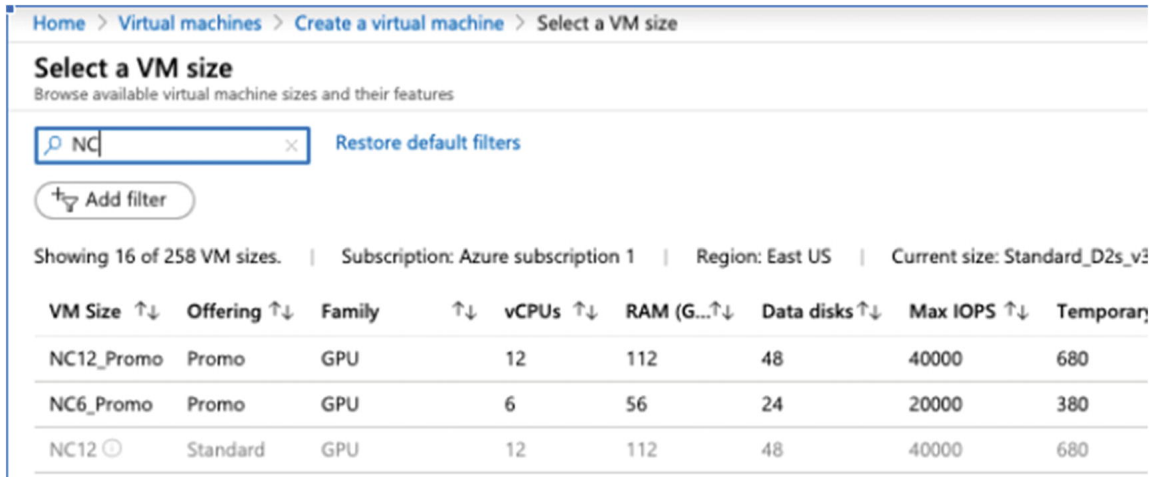 Home > Virtual machines > Create a virtual machine > Select a VM size
Select a VM size
Browse available virtual machine sizes and their features
NC
Restore default filters
Add filter
Showing 16 of 258 VM sizes. | Subscription: Azure subscription 1 | Region: East US | Current size: Standard_D2s_v3
VM Size Offering Family vCPUs RAM (G... Data disks Max IOPS Temporary
NC12_Promo Promo GPU 12 112 48 40000 680
NC6_Promo Promo GPU 6 56 24 20000 380
NC12 Standard GPU 12 112 48 40000 680